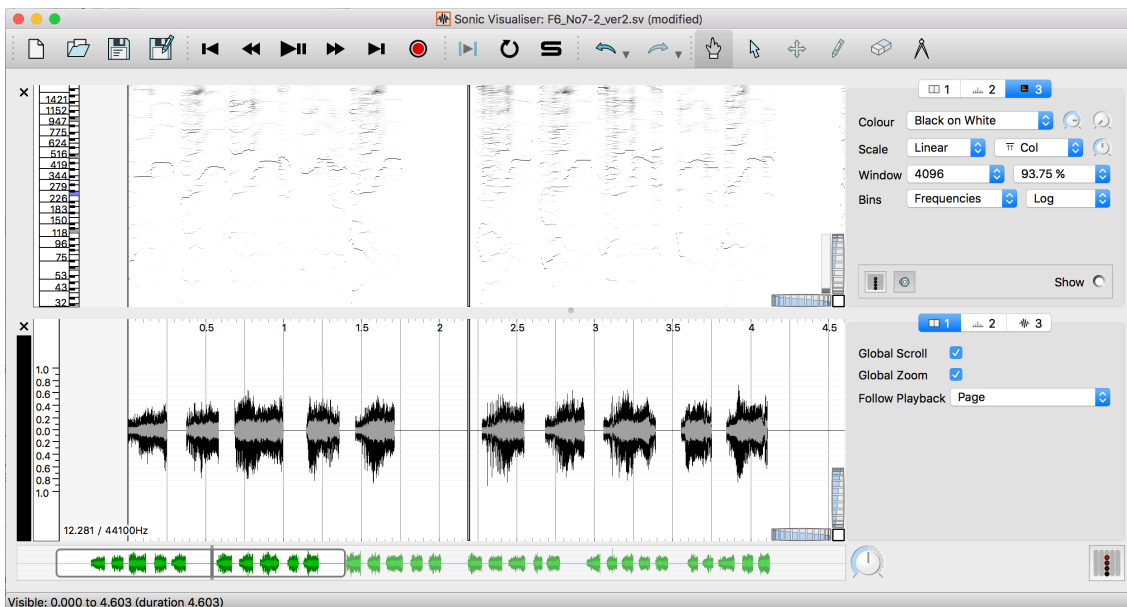 Sonic Visualiser: F6_No7-2_ver2.sv (modified)
1421
1152
947
775
624
516
419
344
279
226
183
150
118
96
75
53
43
32
1 2 3
Colour Black on White
Scale Linear Col
Window 4096 93.75 %
Bins Frequencies Log
Show
0.5 1 1.5 2 2.5 3 3.5 4 4.5
1.0
0.8
0.6
0.4
0.2
0.0
0.2
0.4
0.6
0.8
1.0
12.281 / 44100Hz
1 2 3
Global Scroll
Global Zoom
Follow Playback Page
Visible: 0.000 to 4.603 (duration 4.603)